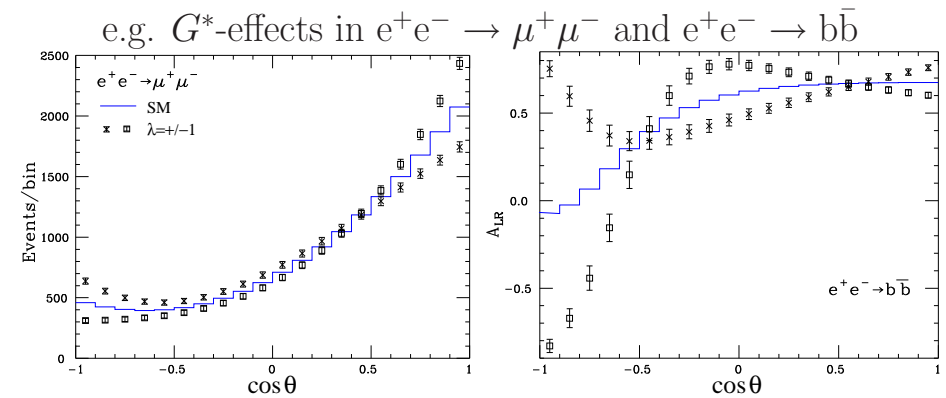 e.g. G*-effects in e⁺e⁻ → μ⁺μ⁻ and e⁺e⁻ → bb̄
2500
2000
1500
1000
500
0
Events/bin
e⁺e⁻→μ⁺μ⁻
SM
λ=+/−1
−1
−0.5
0
0.5
1
cosθ
0.5
0.0
−0.5
A_LR
e⁺e⁻→bb̄
−1
−0.5
0
0.5
1
cosθ